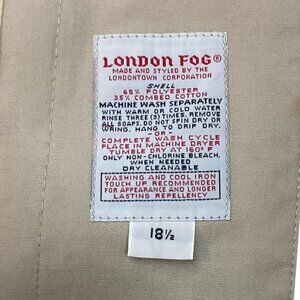 LONDON FOG®
MADE AND STYLED BY THE
LONDONTOWN CORPORATION
SHELL
65% POLYESTER
35% COMBED COTTON
MACHINE WASH SEPARATELY
WITH WARM OR COLD WATER
RINSE THREE (3) TIMES. REMOVE
ALL SOAPS. DO NOT SPIN DRY OR
WRING. HANG TO DRIP DRY.
-OR-
COMPLETE WASH CYCLE
PLACE IN MACHINE DRYER
TUMBLE DRY AT 160° F
ONLY NON-CHLORINE BLEACH,
WHEN NEEDED
DRY CLEANABLE
WASHING AND COOL IRON
TOUCH UP RECOMMENDED
FOR APPEARANCE AND LONGER
LASTING REPELLENCY
18½